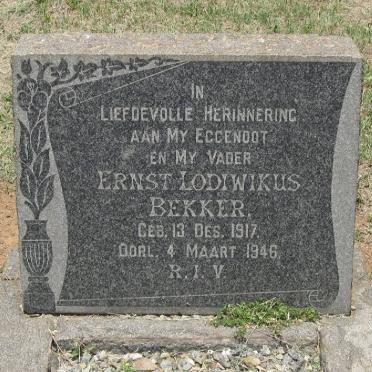 IN
LIEFDEVOLLE HERINNERING
AAN MY EGGENOOT
EN MY VADER
ERNST LODIWIKUS
BEKKER.
GEB. 13 DES. 1917.
OORL. 4 MAART 1946.
R.I.V.